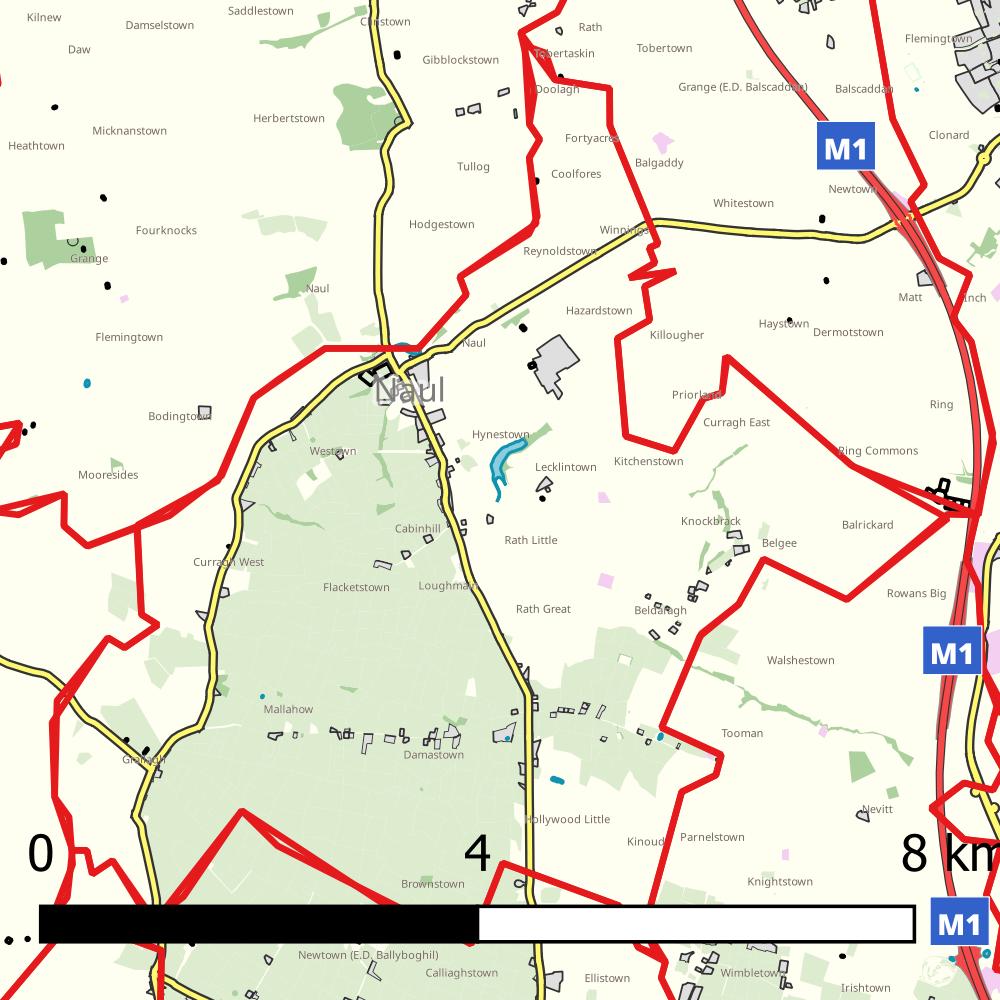 Kilnew
Damselstown
Saddlestown
Clinstown
Rath
Daw
Gibblockstown
Tobertaskin
Tobertown
Flemingtown
Doolagh
Grange (E.D. Balscaddan)
Balscaddan
Herbertstown
Micknanstown
Fortyacres
Clonard
Heathtown
M1
Tullog
Coolfores
Balgaddy
Newtown
Whitestown
Fourknocks
Hodgestown
Winnings
Reynoldstown
Grange
Naul
Matt
Inch
Hazardstown
Haystown
Flemingtown
Naul
Killougher
Dermotstown
Naul
Priorland
Ring
Bodingtown
Curragh East
Hynestown
Westown
Ring Commons
Kitchenstown
Mooresides
Lecklintown
Knockbrack
Cabinhill
Balrickard
Rath Little
Belgee
Curragh West
Flacketstown
Loughmain
Rowans Big
Rath Great
Beldaragh
M1
Walshestown
Mallahow
Tooman
Grallagh
Damastown
Nevitt
Hollywood Little
Kinoud
Parnelstown
0 4 8 km
Brownstown
Knightstown
M1
Newtown (E.D. Ballyboghil)
Calliaghstown
Ellistown
Wimbletown
Irishtown